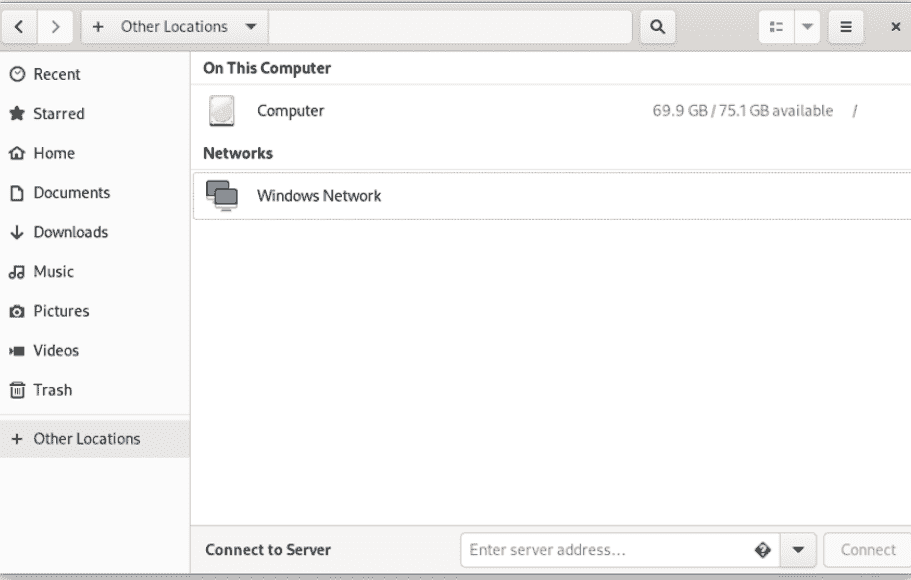 Other Locations
Recent
Starred
Home
Documents
Downloads
Music
Pictures
Videos
Trash
Other Locations
On This Computer
Computer 69.9 GB / 75.1 GB available /
Networks
Windows Network
Connect to Server Enter server address... Connect